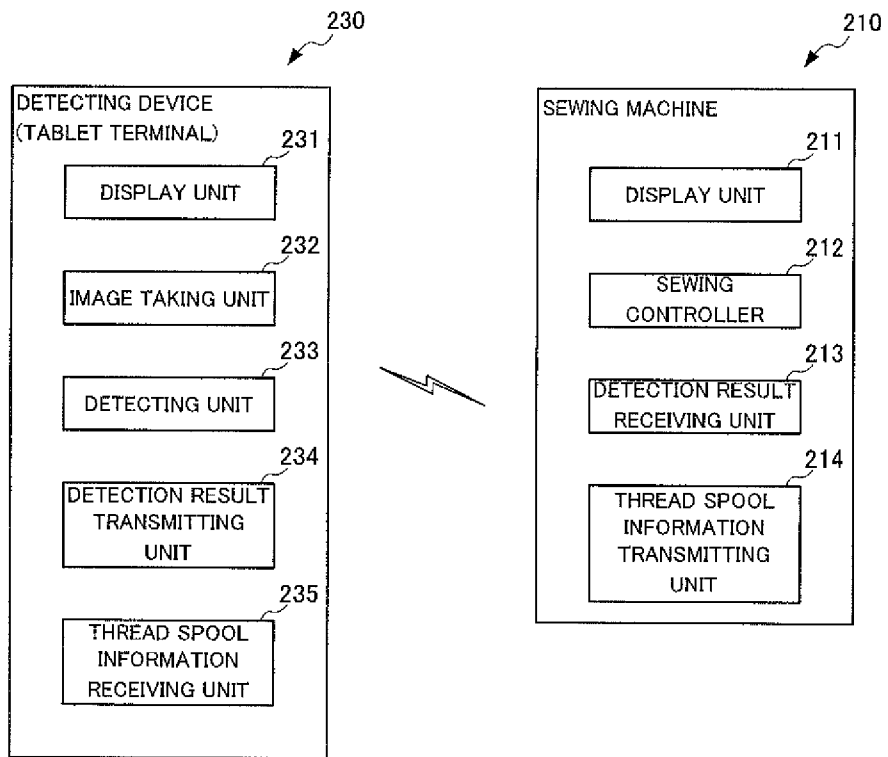 230
DETECTING DEVICE
(TABLET TERMINAL)
231
DISPLAY UNIT
232
IMAGE TAKING UNIT
233
DETECTING UNIT
234
DETECTION RESULT
TRANSMITTING
UNIT
235
THREAD SPOOL
INFORMATION
RECEIVING UNIT
210
SEWING MACHINE
211
DISPLAY UNIT
212
SEWING
CONTROLLER
213
DETECTION RESULT
RECEIVING UNIT
214
THREAD SPOOL
INFORMATION
TRANSMITTING
UNIT